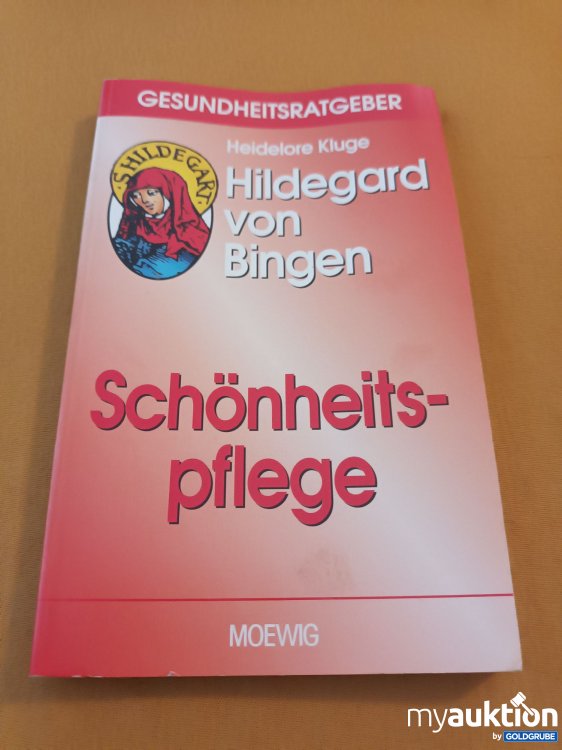 GESUNDHEITSRATGEBER
Heidelore Kluge
S HILDEGART
Hildegard
von
Bingen
Schönheits-
pflege
MOEWIG
myauktion
by GOLDGRUBE